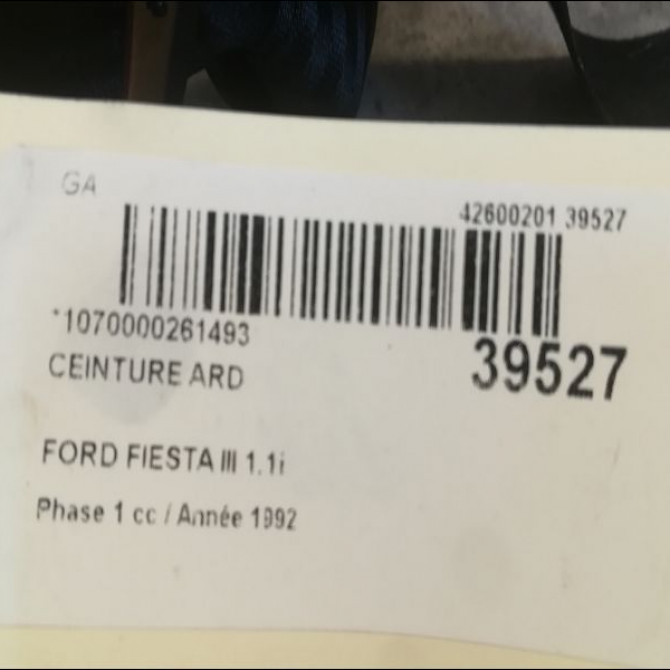 GA
42600201 39527
*1070000261493
39527
CEINTURE ARD
FORD FIESTA III 1.1i
Phase 1 cc / Année 1992